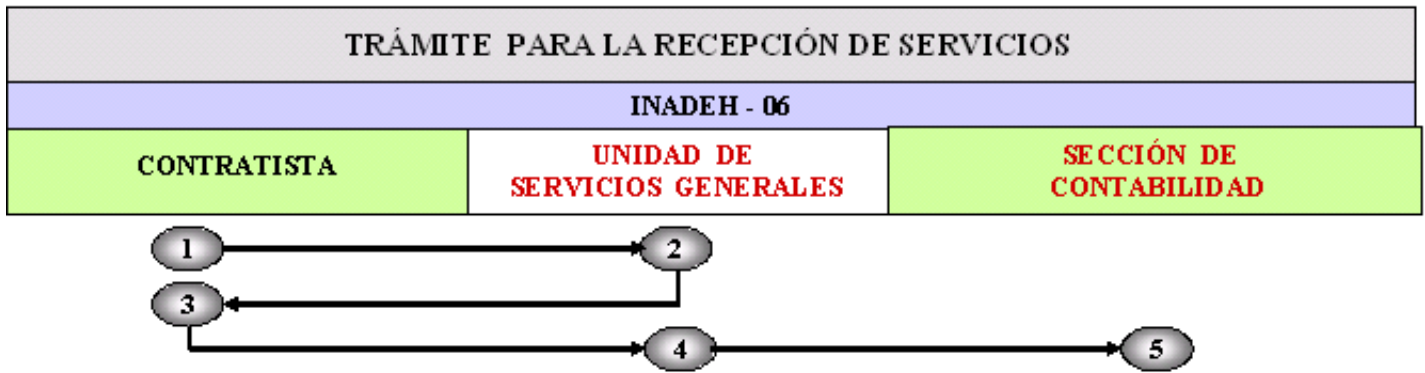 TRÁMITE PARA LA RECEPCIÓN DE SERVICIOS
INADEH - 06
CONTRATISTA
UNIDAD DE
SERVICIOS GENERALES
SECCIÓN DE
CONTABILIDAD
1
2
3
4
5